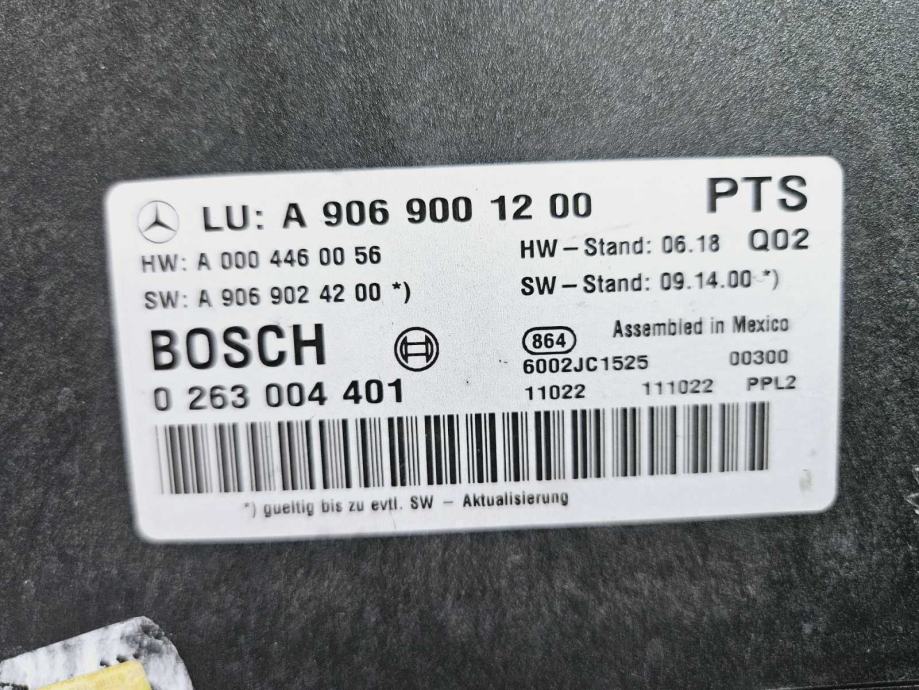 LU: A 906 900 12 00 PTS
HW: A 000 446 00 56 HW-Stand: 06.18 Q02
SW: A 906 902 42 00 *) SW-Stand: 09.14.00 *)
BOSCH 864 Assembled in Mexico
6002JC1525 00300
0 263 004 401 11022 111022 PPL2
*) gueltig bis zu evtl. SW - Aktualisierung